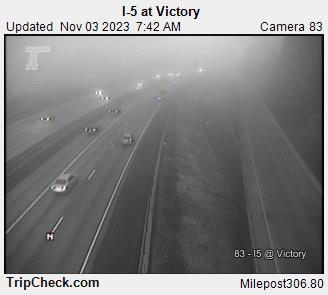 I-5 at Victory
Updated Nov 03 2023 7:42 AM Camera 83
N
83 - I5 @ Victory
TripCheck.com Milepost306.80